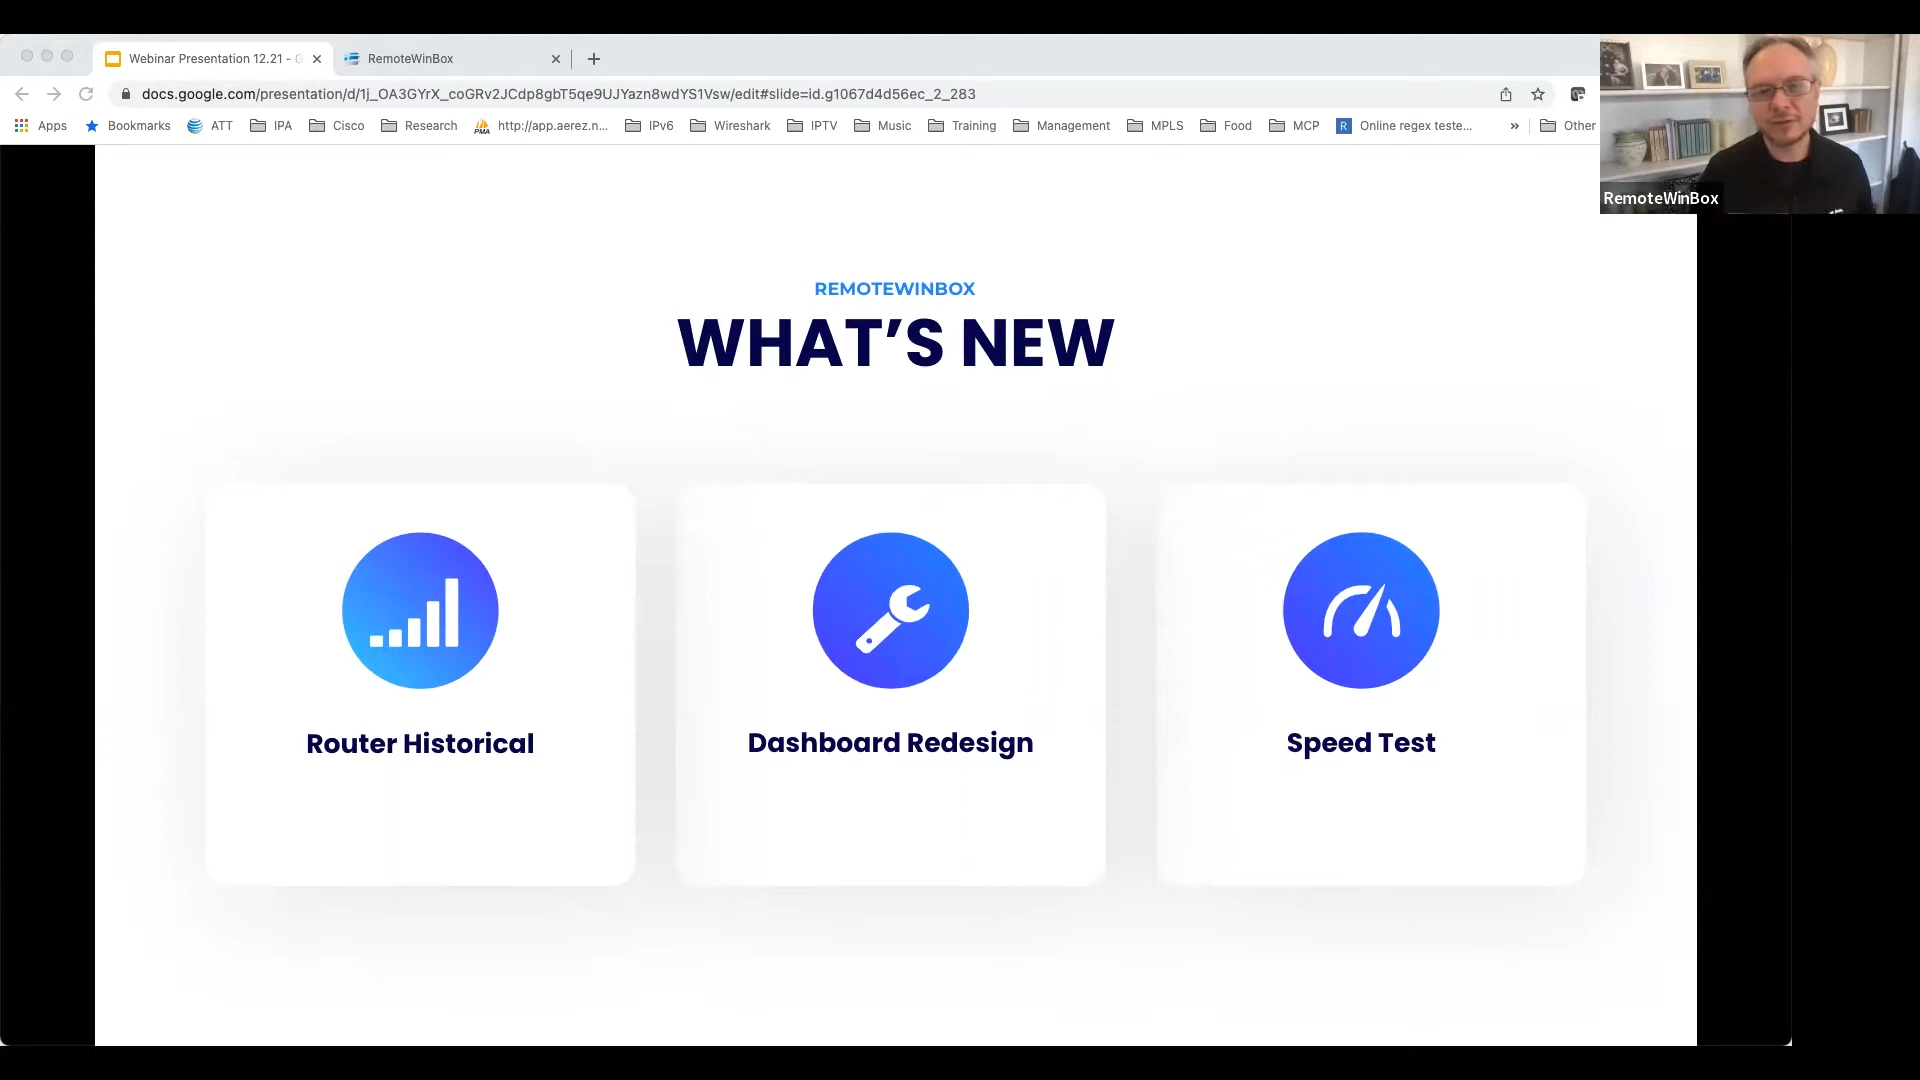 Webinar Presentation 12.21 - G
RemoteWinBox
docs.google.com/presentation/d/1j_OA3GYrX_coGRv2JCdp8gbT5qe9UJYazn8wdYS1Vsw/edit#slide=id.g1067d4d56ec_2_283
Apps Bookmarks ATT IPA Cisco Research PMA http://app.aerez.n... IPv6 Wireshark IPTV Music Training Management MPLS Food MCP R Online regex teste... » Other
RemoteWinBox
REMOTEWINBOX
WHAT’S NEW
Router Historical
Dashboard Redesign
Speed Test